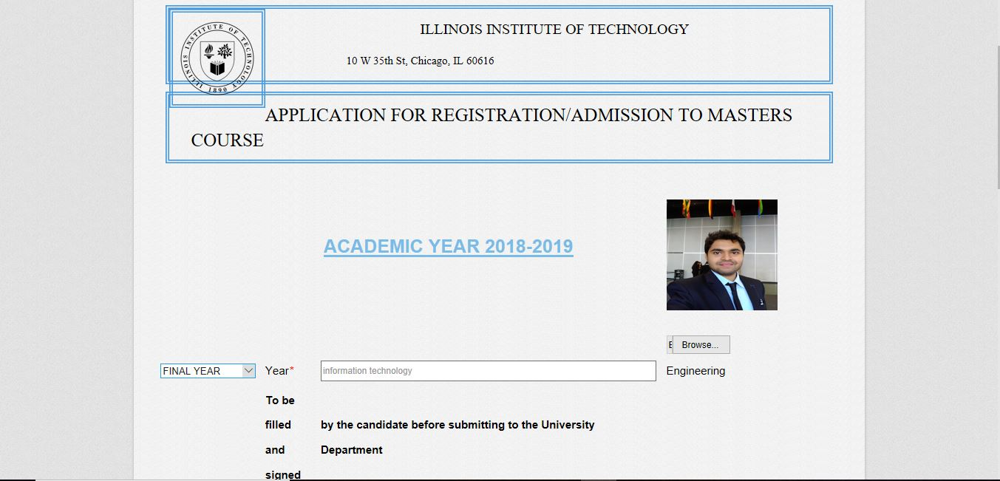 ILLINOIS INSTITUTE OF TECHNOLOGY
ILLINOIS INSTITUTE OF TECHNOLOGY
1890
10 W 35th St, Chicago, IL 60616
APPLICATION FOR REGISTRATION/ADMISSION TO MASTERS
COURSE
ACADEMIC YEAR 2018-2019
Browse...
FINAL YEAR Year* information technology Engineering
To be
filled by the candidate before submitting to the University
and Department
signed